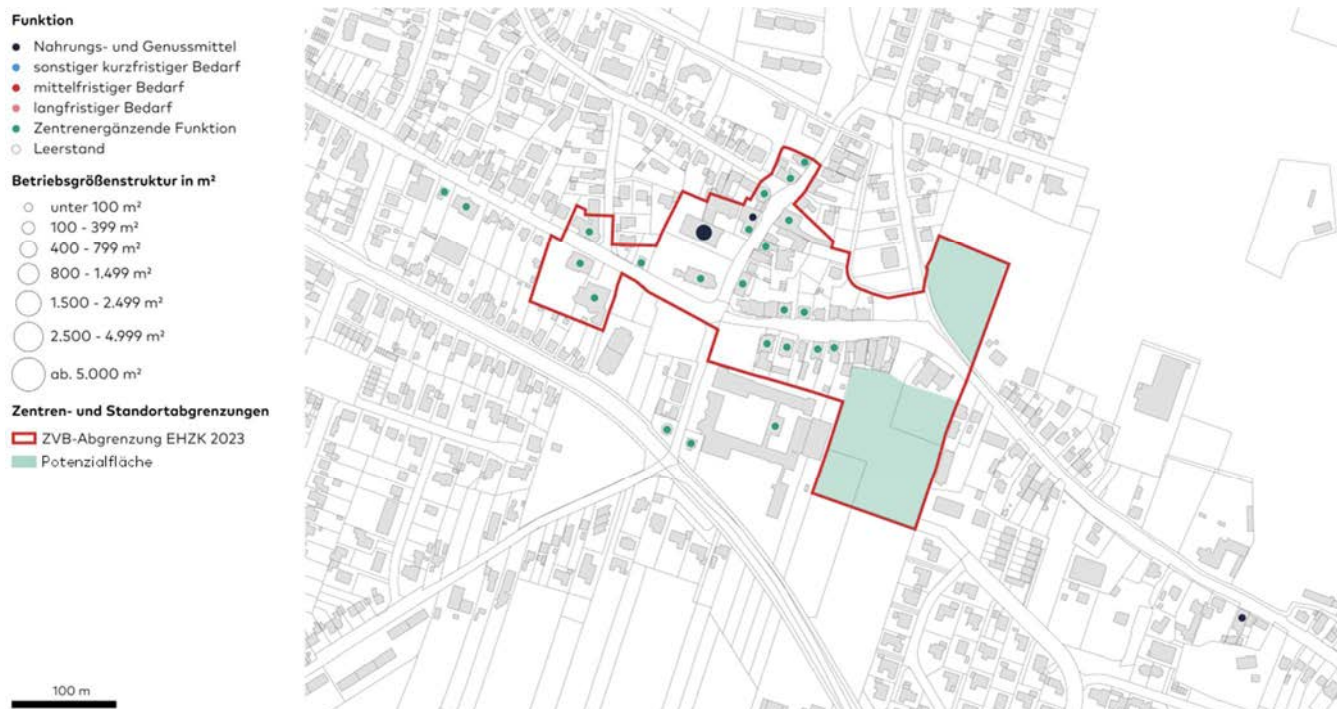 Funktion
Nahrungs- und Genussmittel
sonstiger kurzfristiger Bedarf
mittelfristiger Bedarf
langfristiger Bedarf
Zentrenergänzende Funktion
Leerstand
Betriebsgrößenstruktur in m²
unter 100 m²
100 - 399 m²
400 - 799 m²
800 - 1.499 m²
1.500 - 2.499 m²
2.500 - 4.999 m²
ab. 5.000 m²
Zentren- und Standortabgrenzungen
ZVB-Abgrenzung EHZK 2023
Potenzialfläche
100 m